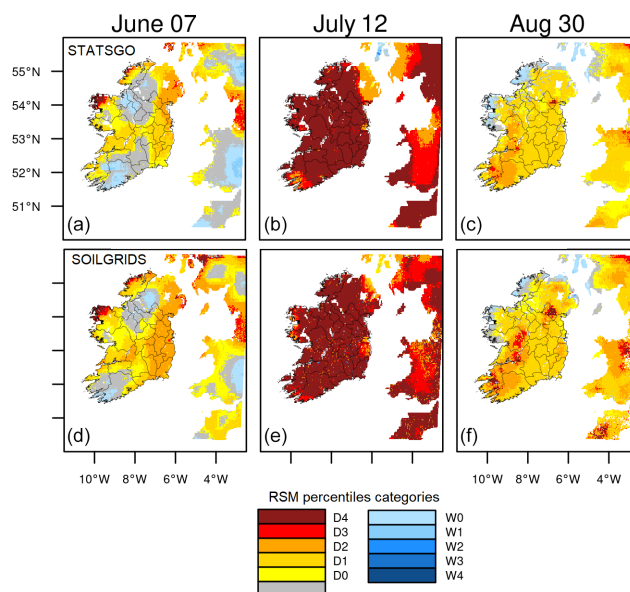 June 07 July 12 Aug 30
STATSGO
55°N
54°N
53°N
52°N
51°N
(a) (b) (c)
SOILGRIDS
(d) (e) (f)
10°W 8°W 6°W 4°W 10°W 8°W 6°W 4°W
RSM percentiles categories
D4 W0
D3 W1
D2 W2
D1 W3
D0 W4